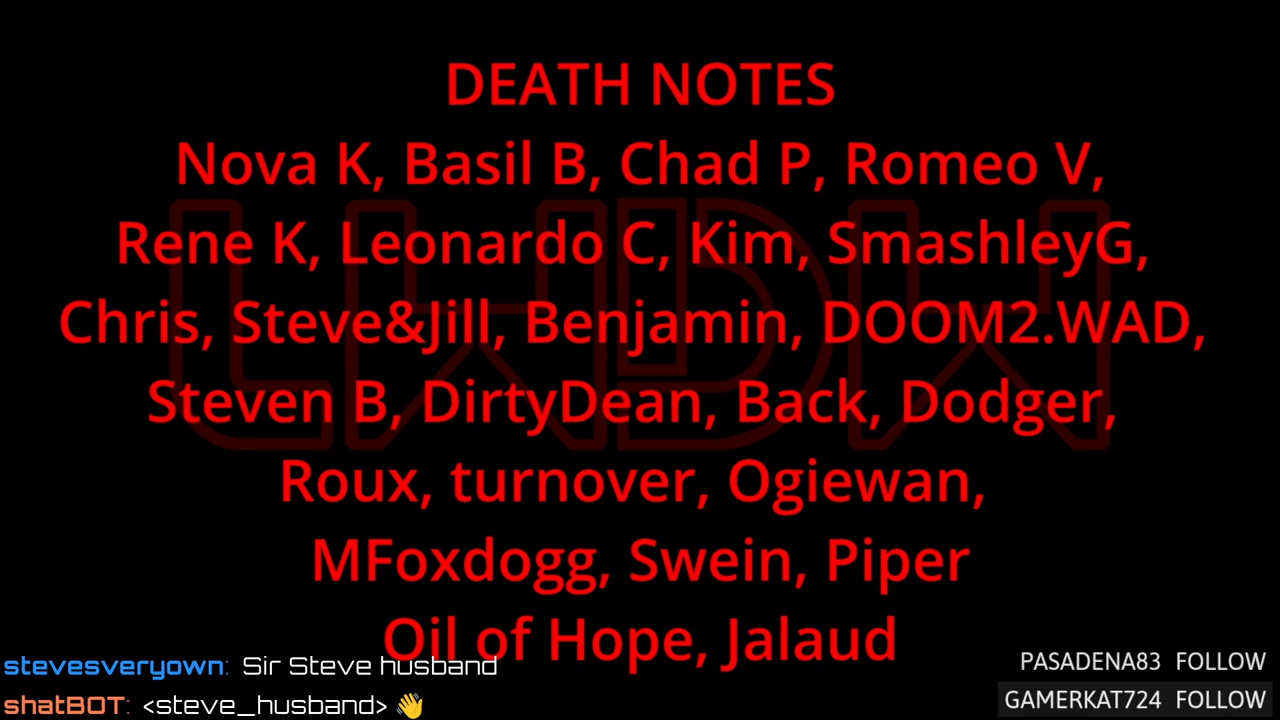 DEATH NOTES
Nova K, Basil B, Chad P, Romeo V,
Rene K, Leonardo C, Kim, SmashleyG,
Chris, Steve&Jill, Benjamin, DOOM2.WAD,
Steven B, DirtyDean, Back, Dodger,
Roux, turnover, Ogiewan,
MFoxdogg, Swein, Piper
Oil of Hope, Jalaud
stevesveryown: Sir Steve husband
shatBOT: <steve_husband> 👋
PASADENA83 FOLLOW
GAMERKAT724 FOLLOW